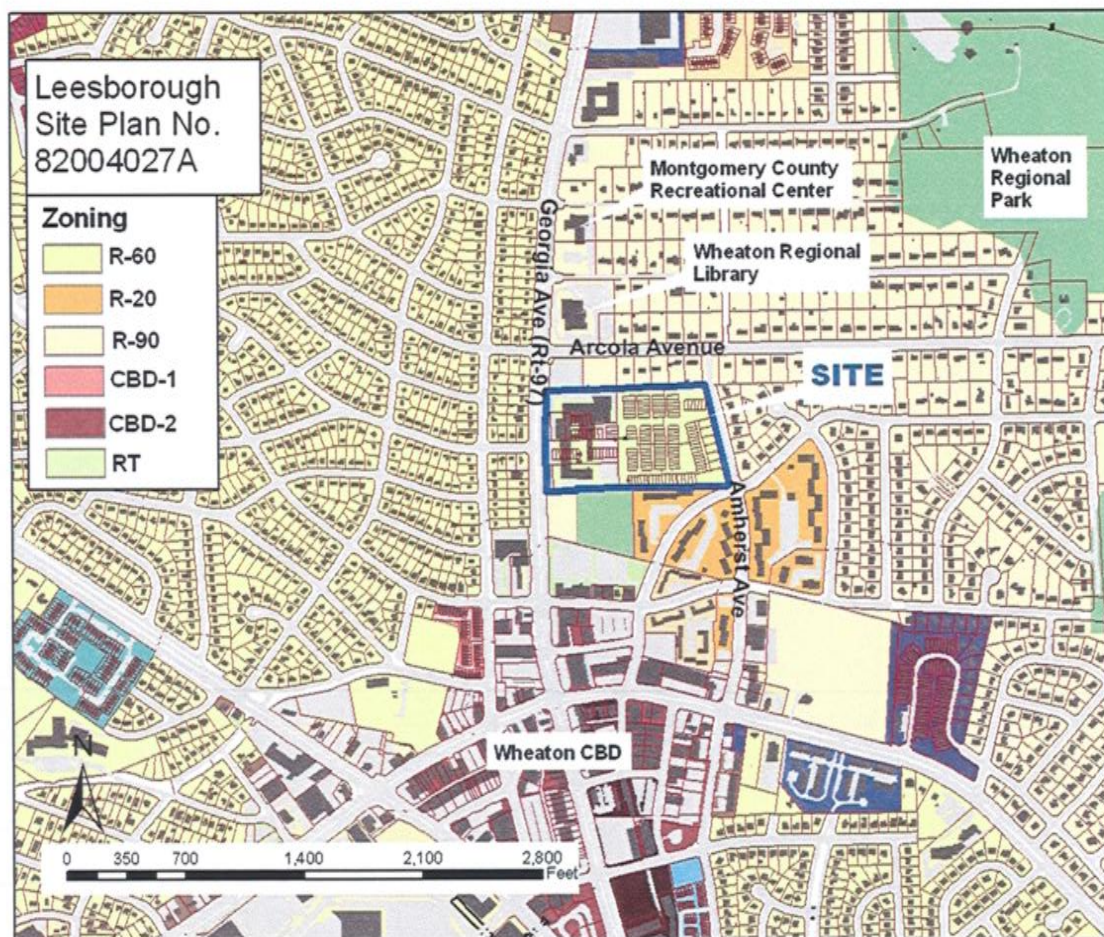 Leesborough
Site Plan No.
82004027A
Zoning
R-60
R-20
R-90
CBD-1
CBD-2
RT
Montgomery County
Recreational Center
Wheaton
Regional
Park
Wheaton Regional
Library
Georgia Ave (Rt-97)
Arcola Avenue
SITE
Amherst Ave
Wheaton CBD
N
0 350 700 1,400 2,100 2,800
Feet